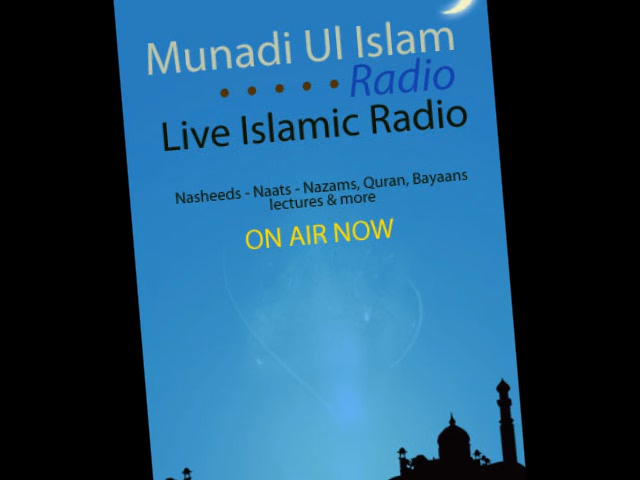 Munadi Ul Islam
. . . . . Radio
Live Islamic Radio
Nasheeds - Naats - Nazams, Quran, Bayaans
lectures & more
ON AIR NOW